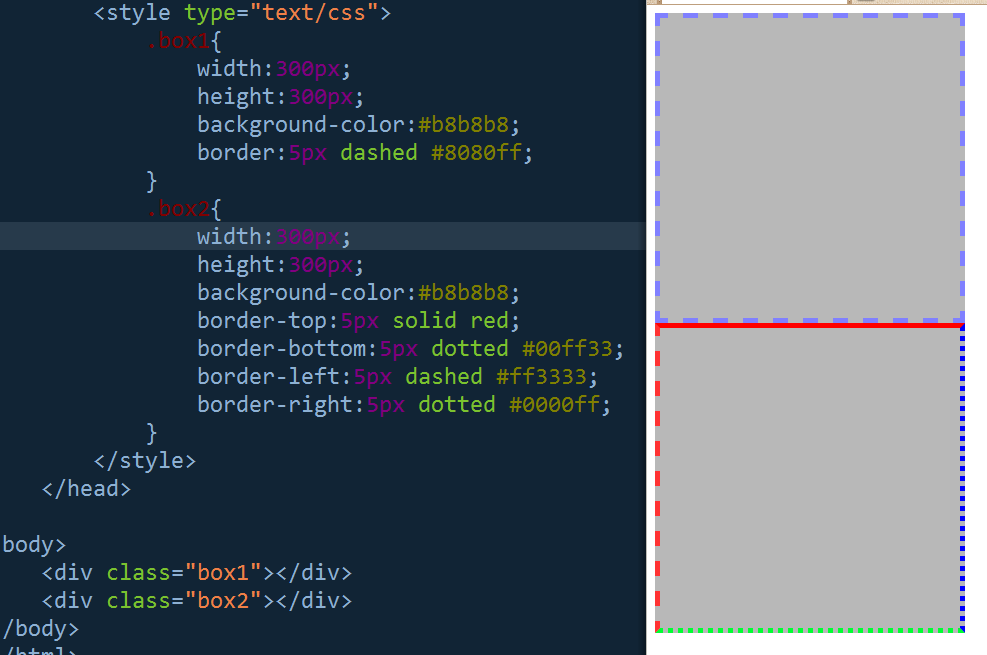 <style type="text/css">
.box1{
width:300px;
height:300px;
background-color:#b8b8b8;
border:5px dashed #8080ff;
}
.box2{
width:300px;
height:300px;
background-color:#b8b8b8;
border-top:5px solid red;
border-bottom:5px dotted #00ff33;
border-left:5px dashed #ff3333;
border-right:5px dotted #0000ff;
}
</style>
</head>
body>
<div class="box1"></div>
<div class="box2"></div>
/body>
/html>